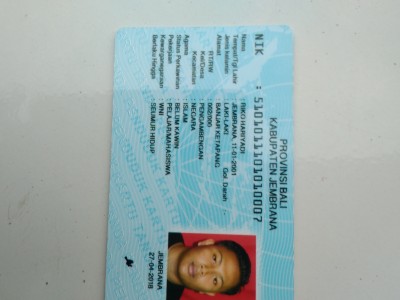 PROVINSI BALI
KABUPATEN JEMBRANA
NIK : 5101011101010007
Nama : RIKO HARIYADI
Tempat/Tgl Lahir : JEMBRANA, 11-01-2001
Jenis kelamin : LAKI-LAKI Gol. Darah :
Alamat : BANJAR KETAPANG
RT/RW : 000/000
Kel/Desa : PENGAMBENGAN
Kecamatan : NEGARA
Agama : ISLAM
Status Perkawinan : BELUM KAWIN
Pekerjaan : PELAJAR/MAHASISWA
Kewarganegaraan : WNI
Berlaku Hingga : SEUMUR HIDUP
JEMBRANA
27-04-2018